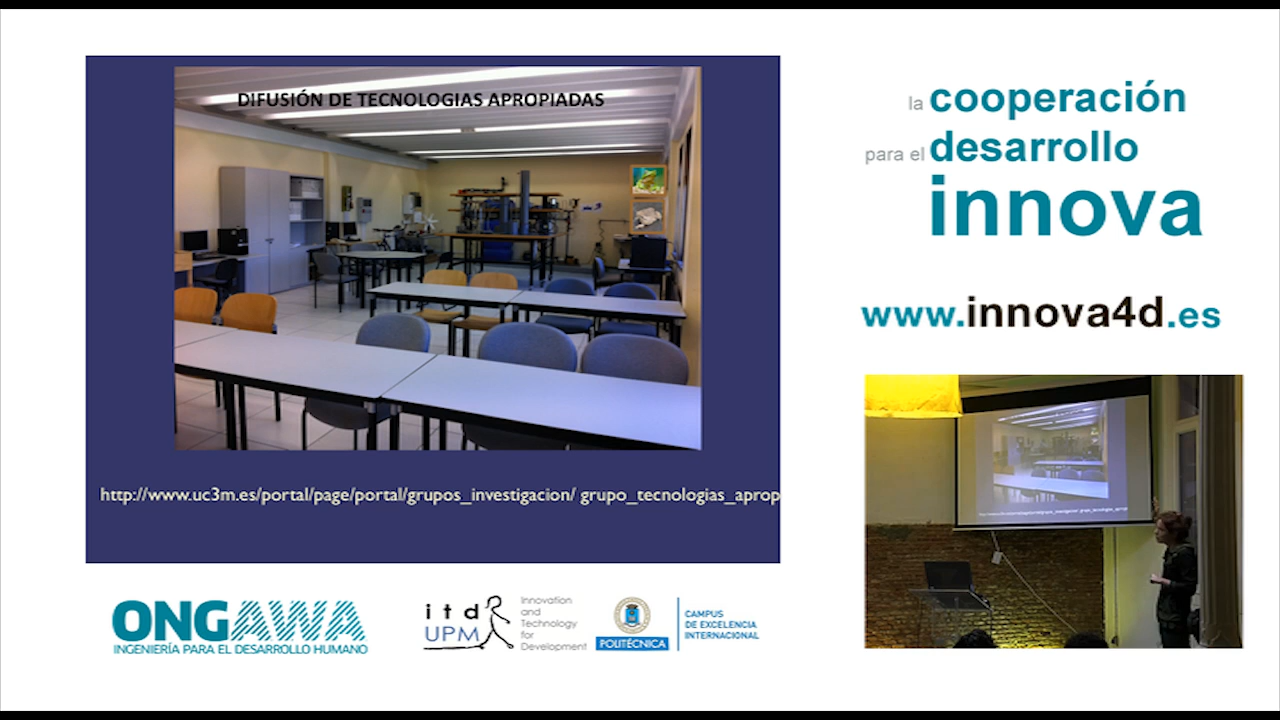 DIFUSIÓN DE TECNOLOGIAS APROPIADAS
http://www.uc3m.es/portal/page/portal/grupos_investigacion/ grupo_tecnologias_aprop
la cooperación
para el desarrollo
innova
www.innova4d.es
ONGAWA
INGENIERÍA PARA EL DESARROLLO HUMANO
itd
UPM
Innovation
and
Technology
for
Development
POLITÉCNICA
CAMPUS
DE EXCELENCIA
INTERNACIONAL